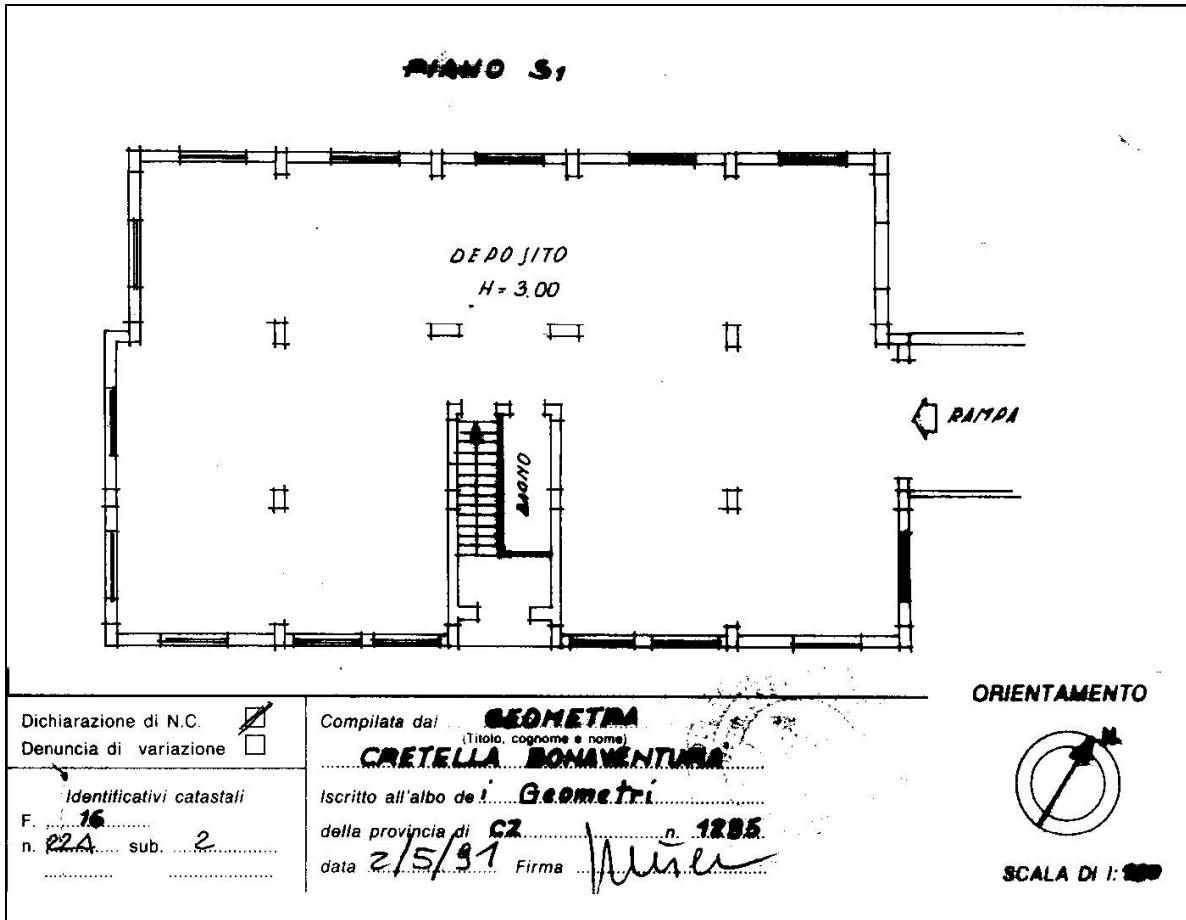 PIANO S1
DEPOSITO
H = 3.00
RAMPA
BAGNO
ORIENTAMENTO
N
SCALA DI 1:
Dichiarazione di N.C.
Denuncia di variazione
Identificativi catastali
F. 16
n. 224 sub. 2
Compilata dal GEOMETRA
(Titolo, cognome e nome)
CRETELLA BONAVENTURA
Iscritto all'albo dei Geometri
della provincia di CZ n. 1285
data 2/5/91 Firma